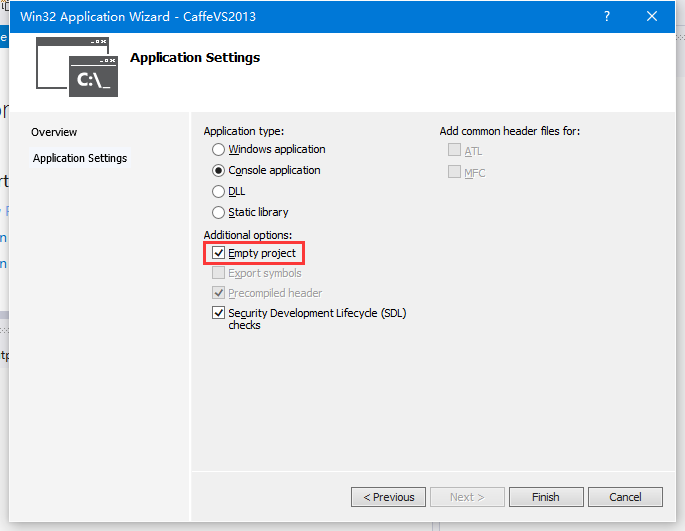 Win32 Application Wizard - CaffeVS2013
?
C:\_
Application Settings
Overview
Application Settings
Application type:
Windows application
Console application
DLL
Static library
Additional options:
Empty project
Export symbols
Precompiled header
Security Development Lifecycle (SDL)
checks
Add common header files for:
ATL
MFC
< Previous
Next >
Finish
Cancel